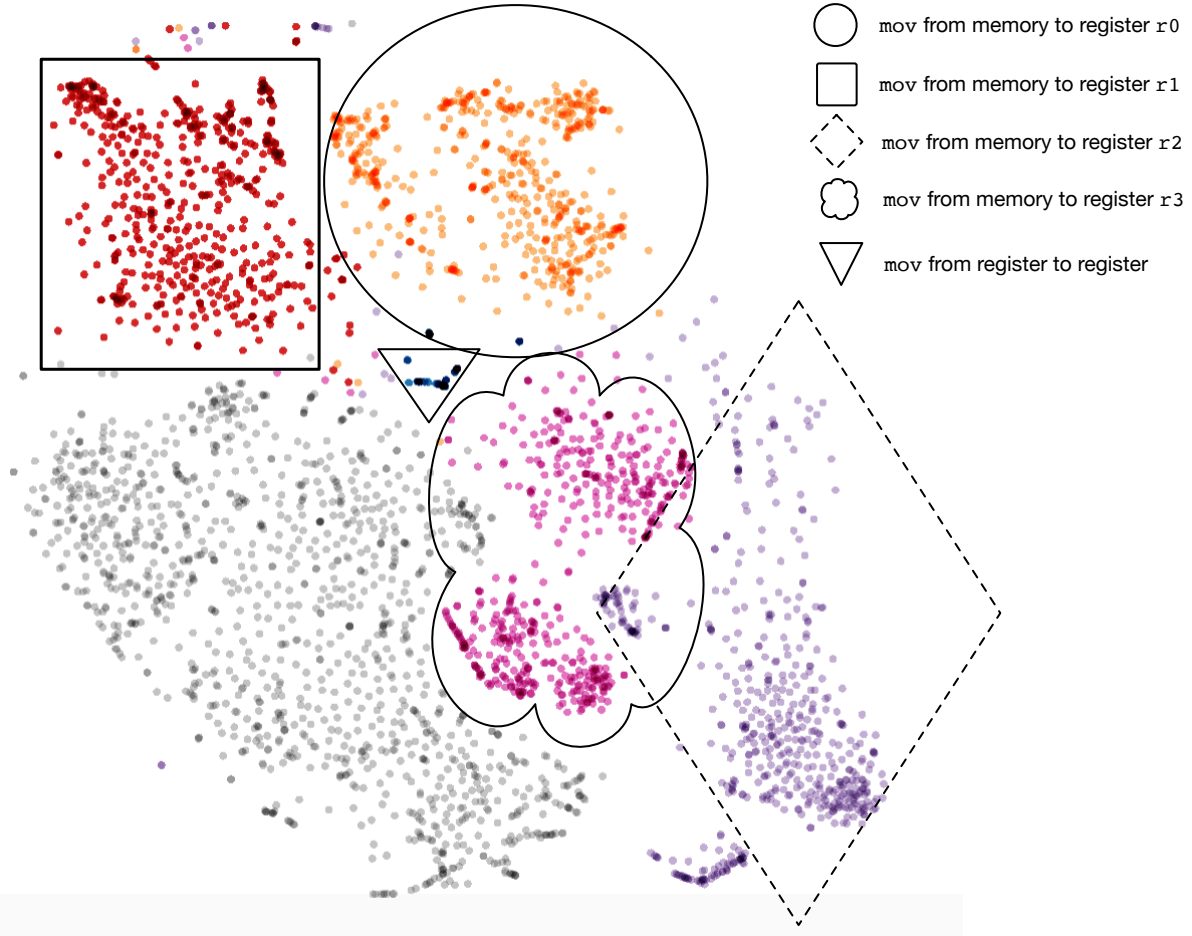 mov from memory to register r0
mov from memory to register r1
mov from memory to register r2
mov from memory to register r3
mov from register to register